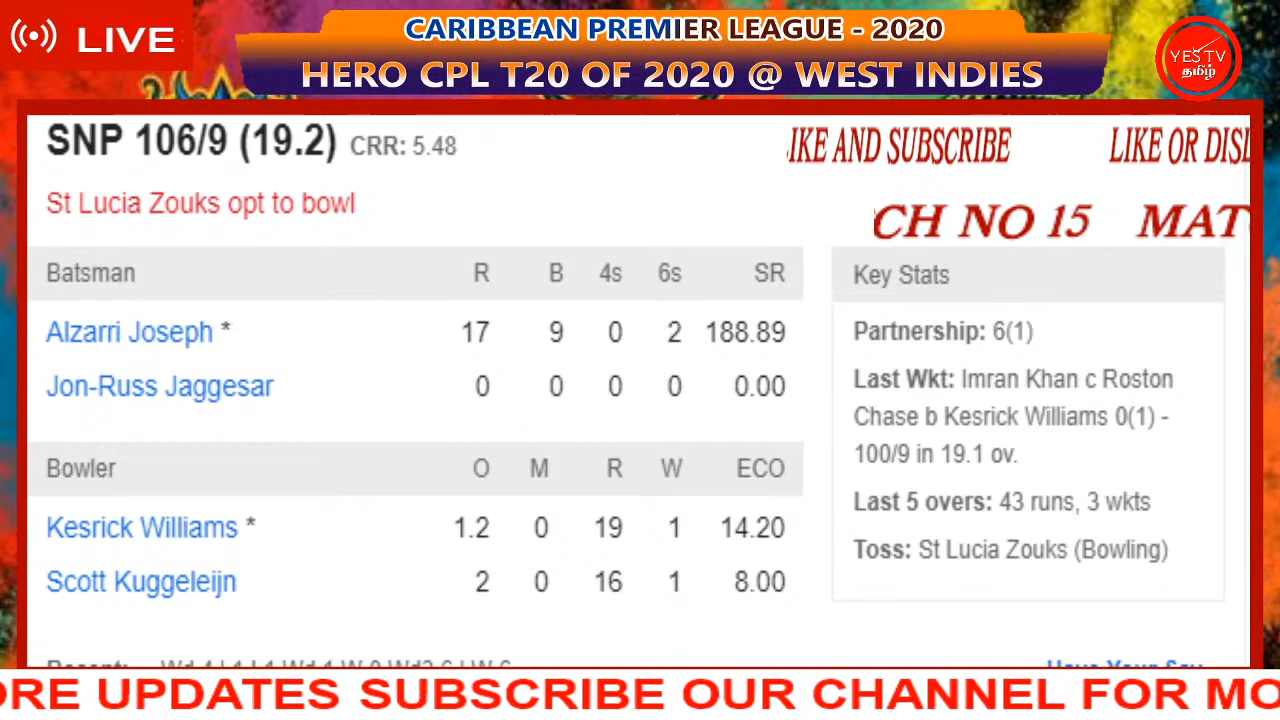 LIVE
CARIBBEAN PREMIER LEAGUE - 2020
HERO CPL T20 OF 2020 @ WEST INDIES
YES TV
தமிழ்
SNP 106/9 (19.2) CRR: 5.48
IKE AND SUBSCRIBE LIKE OR DISL
St Lucia Zouks opt to bowl
CH NO 15 MATC
Batsman R B 4s 6s SR
Alzarri Joseph * 17 9 0 2 188.89
Jon-Russ Jaggesar 0 0 0 0 0.00
Bowler O M R W ECO
Kesrick Williams * 1.2 0 19 1 14.20
Scott Kuggeleijn 2 0 16 1 8.00
Key Stats
Partnership: 6(1)
Last Wkt: Imran Khan c Roston
Chase b Kesrick Williams 0(1) -
100/9 in 19.1 ov.
Last 5 overs: 43 runs, 3 wkts
Toss: St Lucia Zouks (Bowling)
ORE UPDATES SUBSCRIBE OUR CHANNEL FOR MO